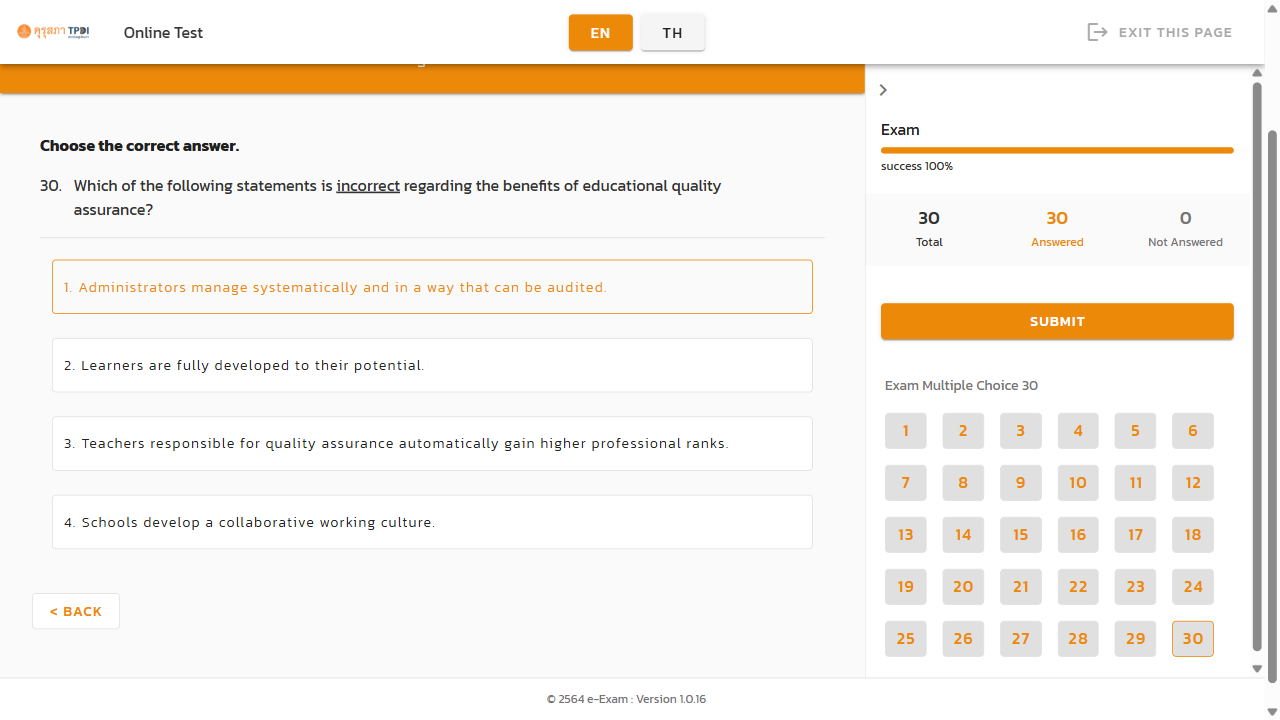 คุรุสภา TPDI
Online Test
EN
TH
EXIT THIS PAGE
Choose the correct answer.
30. Which of the following statements is incorrect regarding the benefits of educational quality
assurance?
1. Administrators manage systematically and in a way that can be audited.
2. Learners are fully developed to their potential.
3. Teachers responsible for quality assurance automatically gain higher professional ranks.
4. Schools develop a collaborative working culture.
< BACK
Exam
success 100%
30 30 0
Total Answered Not Answered
SUBMIT
Exam Multiple Choice 30
1 2 3 4 5 6
7 8 9 10 11 12
13 14 15 16 17 18
19 20 21 22 23 24
25 26 27 28 29 30
© 2564 e-Exam : Version 1.0.16